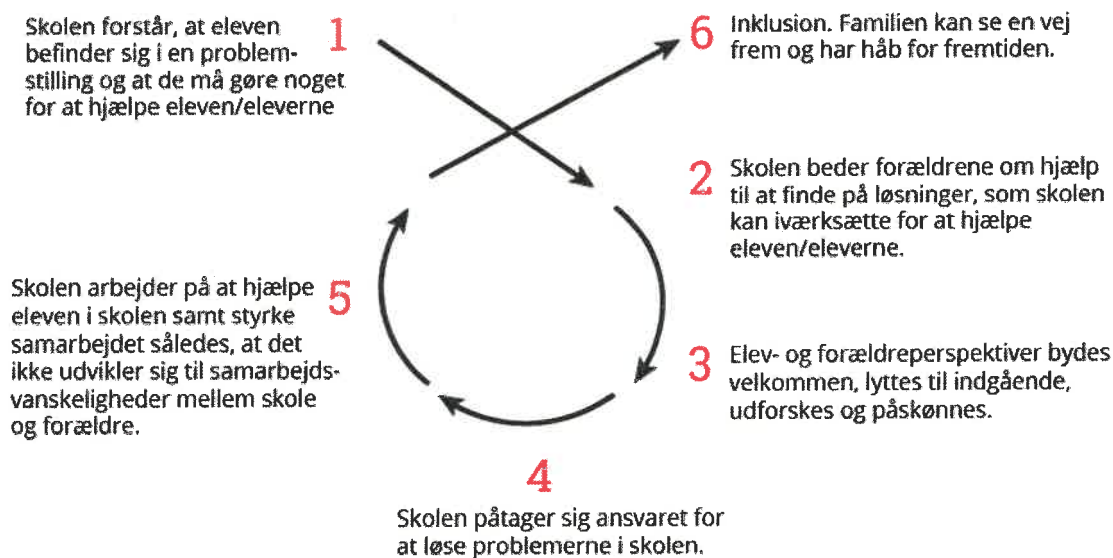 1
Skolen forstår, at eleven
befinder sig i en problem-
stilling og at de må gøre noget
for at hjælpe eleven/eleverne
6
Inklusion. Familien kan se en vej
frem og har håb for fremtiden.
2
Skolen beder forældrene om hjælp
til at finde på løsninger, som skolen
kan iværksætte for at hjælpe
eleven/eleverne.
3
Elev- og forældreperspektiver bydes
velkommen, lyttes til indgående,
udforskes og påskønnes.
4
Skolen påtager sig ansvaret for
at løse problemerne i skolen.
5
Skolen arbejder på at hjælpe
eleven i skolen samt styrke
samarbejdet således, at det
ikke udvikler sig til samarbejds-
vanskeligheder mellem skole
og forældre.